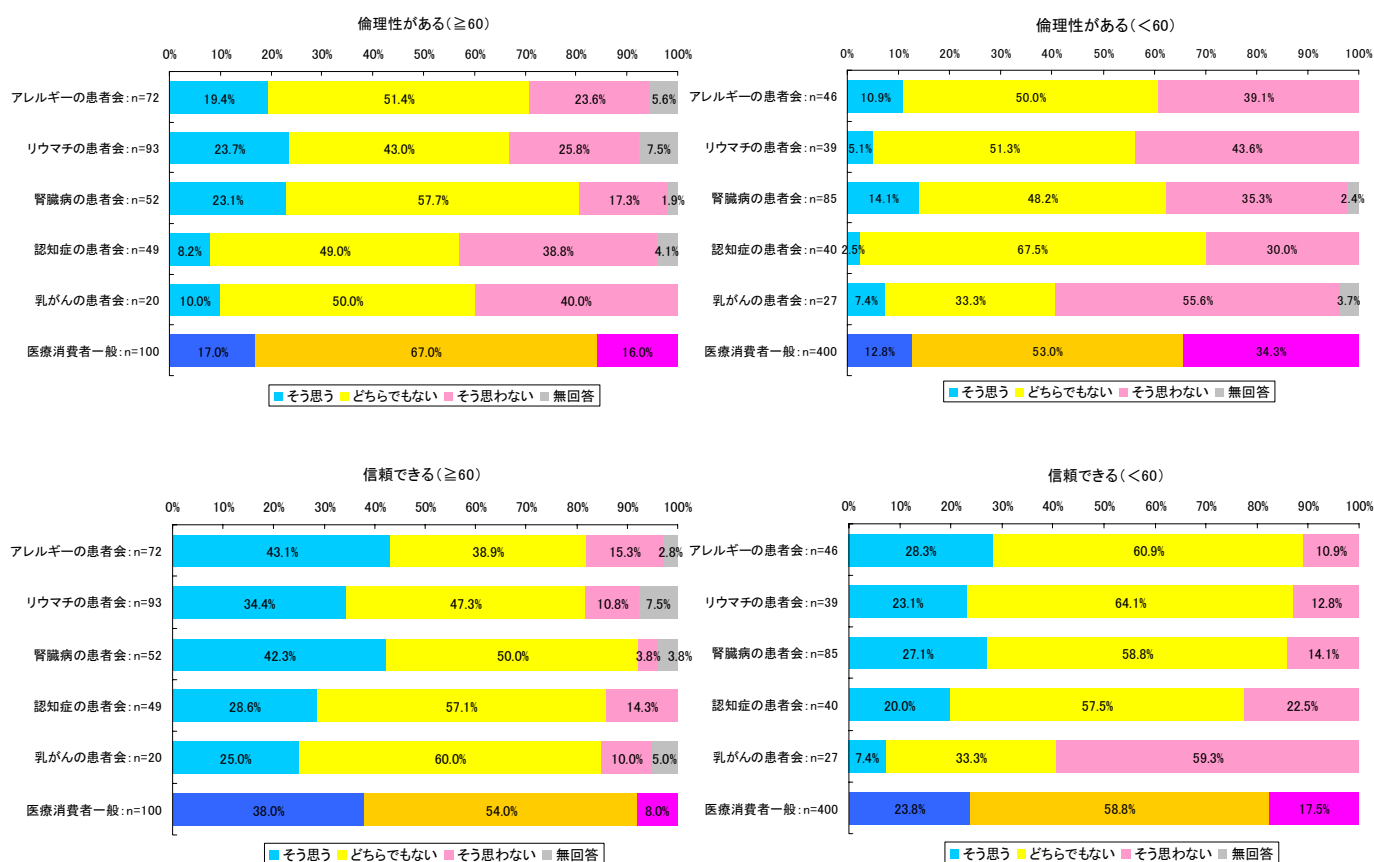 倫理性がある(≧60)
0% 10% 20% 30% 40% 50% 60% 70% 80% 90% 100%
アレルギーの患者会:n=72 19.4% 51.4% 23.6% 5.6%
リウマチの患者会:n=93 23.7% 43.0% 25.8% 7.5%
腎臓病の患者会:n=52 23.1% 57.7% 17.3% 1.9%
認知症の患者会:n=49 8.2% 49.0% 38.8% 4.1%
乳がんの患者会:n=20 10.0% 50.0% 40.0%
医療消費者一般:n=100 17.0% 67.0% 16.0%
そう思う どちらでもない そう思わない 無回答
倫理性がある(<60)
0% 10% 20% 30% 40% 50% 60% 70% 80% 90% 100%
アレルギーの患者会:n=46 10.9% 50.0% 39.1%
リウマチの患者会:n=39 5.1% 51.3% 43.6%
腎臓病の患者会:n=85 14.1% 48.2% 35.3% 2.4%
認知症の患者会:n=40 2.5% 67.5% 30.0%
乳がんの患者会:n=27 7.4% 33.3% 55.6% 3.7%
医療消費者一般:n=400 12.8% 53.0% 34.3%
そう思う どちらでもない そう思わない 無回答
信頼できる(≧60)
0% 10% 20% 30% 40% 50% 60% 70% 80% 90% 100%
アレルギーの患者会:n=72 43.1% 38.9% 15.3% 2.8%
リウマチの患者会:n=93 34.4% 47.3% 10.8% 7.5%
腎臓病の患者会:n=52 42.3% 50.0% 3.8% 3.8%
認知症の患者会:n=49 28.6% 57.1% 14.3%
乳がんの患者会:n=20 25.0% 60.0% 10.0% 5.0%
医療消費者一般:n=100 38.0% 54.0% 8.0%
そう思う どちらでもない そう思わない 無回答
信頼できる(<60)
0% 10% 20% 30% 40% 50% 60% 70% 80% 90% 100%
アレルギーの患者会:n=46 28.3% 60.9% 10.9%
リウマチの患者会:n=39 23.1% 64.1% 12.8%
腎臓病の患者会:n=85 27.1% 58.8% 14.1%
認知症の患者会:n=40 20.0% 57.5% 22.5%
乳がんの患者会:n=27 7.4% 33.3% 59.3%
医療消費者一般:n=400 23.8% 58.8% 17.5%
そう思う どちらでもない そう思わない 無回答